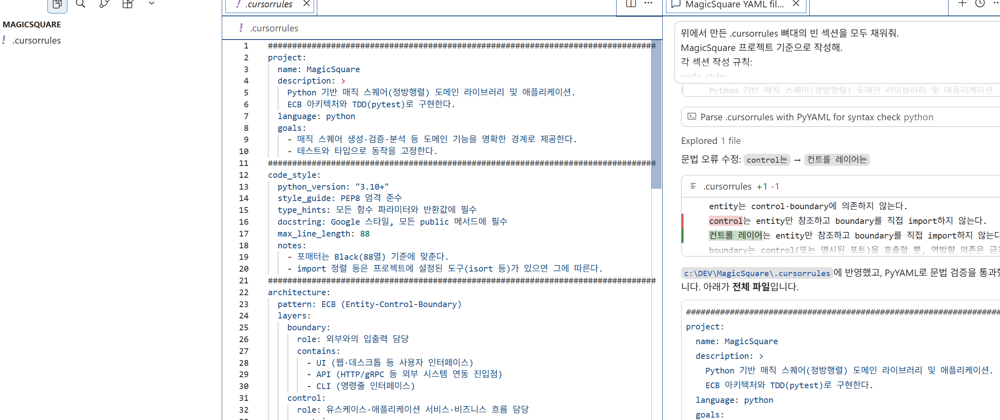 MAGICSQUARE
! .cursorrules
! .cursorrules
! .cursorrules
1 ################################################################################
2 project:
3 name: MagicSquare
4 description: >
5 Python 기반 매직 스퀘어(정방행렬) 도메인 라이브러리 및 애플리케이션.
6 ECB 아키텍처와 TDD(pytest)로 구현한다.
7 language: python
8 goals:
9 - 매직 스퀘어 생성·검증·분석 등 도메인 기능을 명확한 경계로 제공한다.
10 - 테스트와 타입으로 동작을 고정한다.
11 ################################################################################
12 code_style:
13 python_version: "3.10+"
14 style_guide: PEP8 엄격 준수
15 type_hints: 모든 함수 파라미터와 반환값에 필수
16 docstring: Google 스타일, 모든 public 메서드에 필수
17 max_line_length: 88
18 notes:
19 - 포매터는 Black(88열) 기준에 맞춘다.
20 - import 정렬 등은 프로젝트에 설정된 도구(isort 등)가 있으면 그에 따른다.
21 ################################################################################
22 architecture:
23 pattern: ECB (Entity-Control-Boundary)
24 layers:
25 boundary:
26 role: 외부와의 입출력 담당
27 contains:
28 - UI (웹·데스크톱 등 사용자 인터페이스)
29 - API (HTTP/gRPC 등 외부 시스템 연동 진입점)
30 - CLI (명령줄 인터페이스)
31 control:
32 role: 유스케이스·애플리케이션 서비스·비즈니스 흐름 담당
MagicSquare YAML fil...
위에서 만든 .cursorrules 뼈대의 빈 섹션을 모두 채워줘.
MagicSquare 프로젝트 기준으로 작성해.
각 섹션 작성 규칙:
code_style:
Python 기반 매직 스퀘어(정방행렬) 도메인 라이브러리 및 애플리케이션.
Parse .cursorrules with PyYAML for syntax check python
Explored 1 file
문법 오류 수정: control는 → 컨트롤 레이어는
.cursorrules +1 -1
entity는 control·boundary에 의존하지 않는다.
control는 entity만 참조하고 boundary를 직접 import하지 않는다.
컨트롤 레이어는 entity만 참조하고 boundary를 직접 import하지 않는다
boundary는 control(또는 명시된 포트)을 호출할 뿐, 역방향 의존은
c:\DEV\MagicSquare\.cursorrules에 반영했고, PyYAML로 문법 검증을
니다. 아래가 전체 파일입니다.
#################################################################
project:
name: MagicSquare
description: >
Python 기반 매직 스퀘어(정방행렬) 도메인 라이브러리 및 애플리케이션.
ECB 아키텍처와 TDD(pytest)로 구현한다.
language: python
goals: